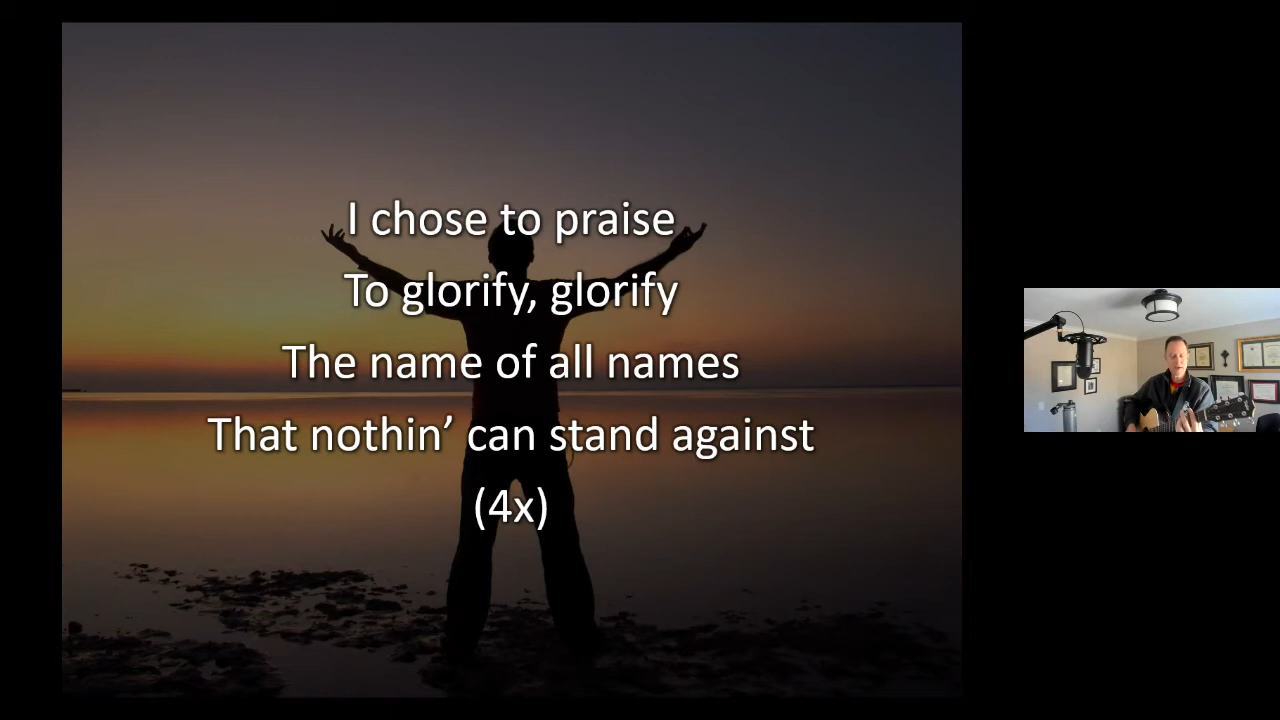 I chose to praise
To glorify, glorify
The name of all names
That nothin’ can stand against
(4x)